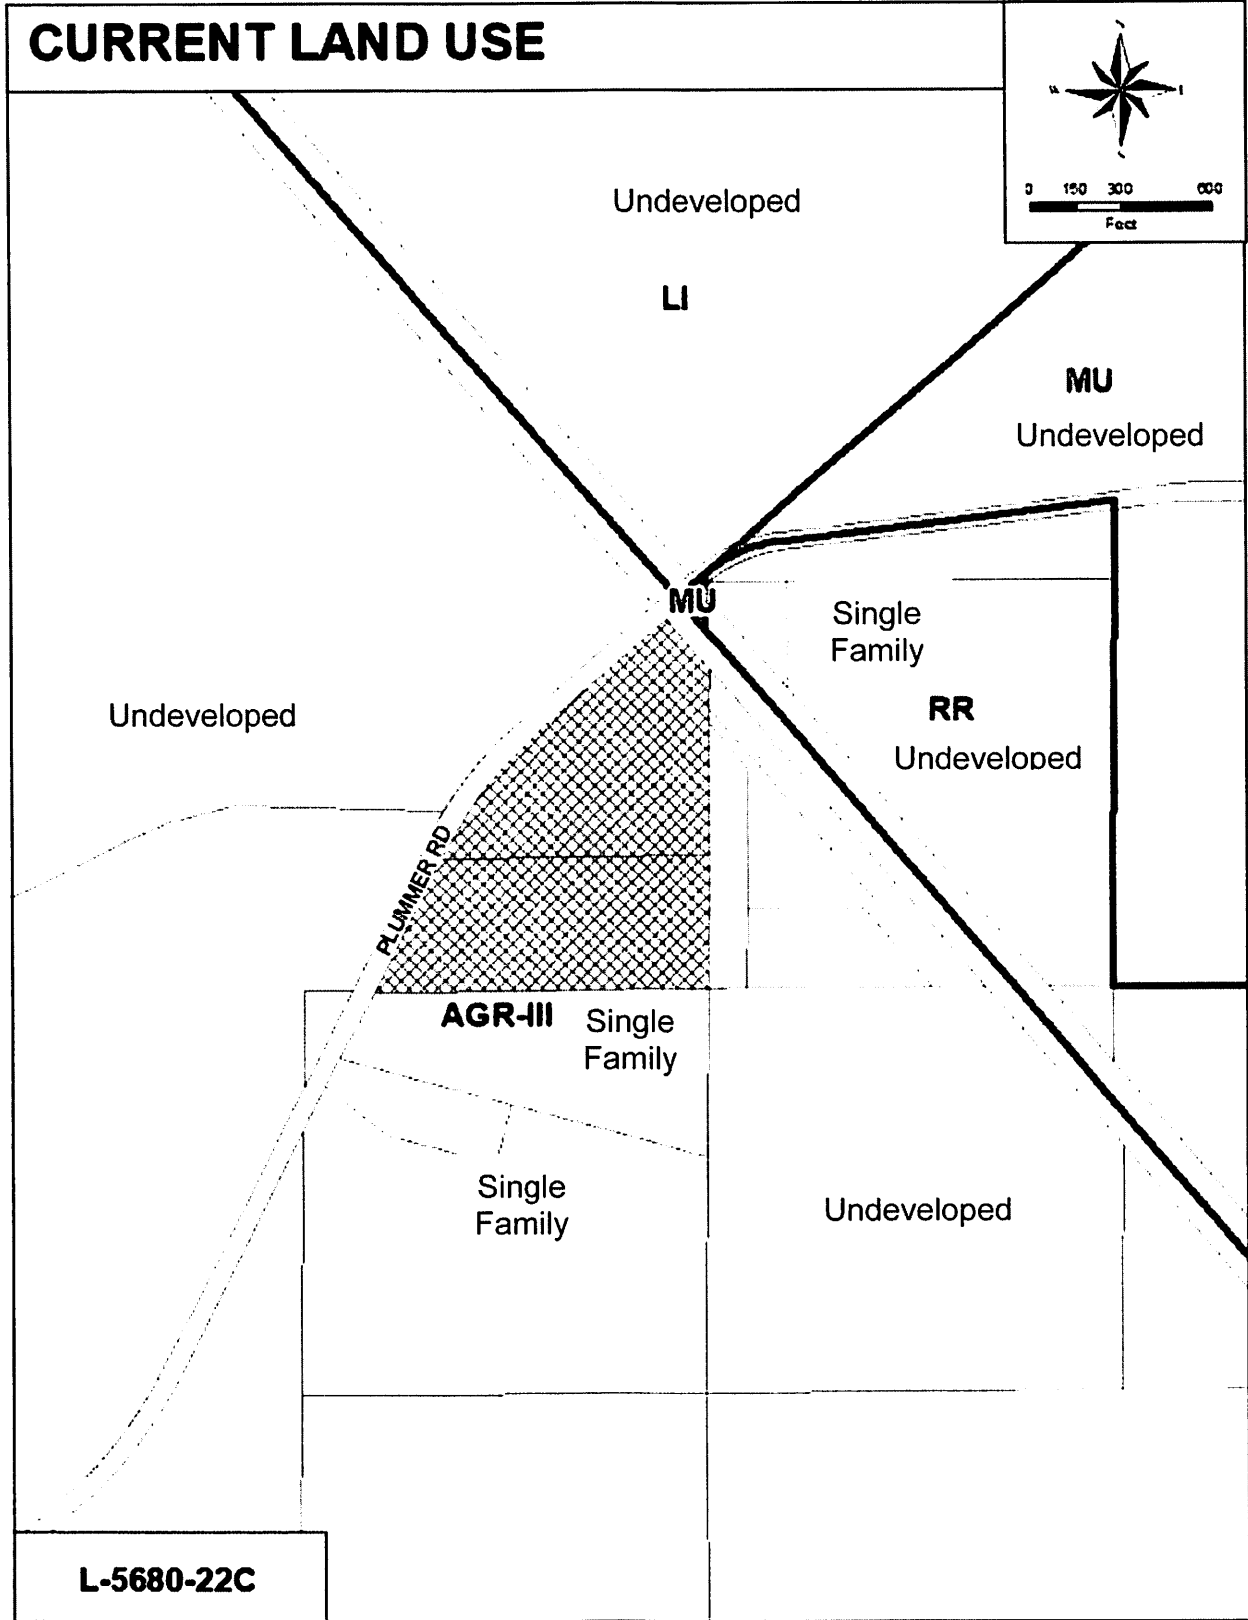 CURRENT LAND USE
W
0 150 300 600
Feet
Undeveloped
LI
MU
Undeveloped
MU
Single
Family
RR
Undeveloped
Undeveloped
PLUMMER RD
AGR-III
Single
Family
Single
Family
Undeveloped
L-5680-22C